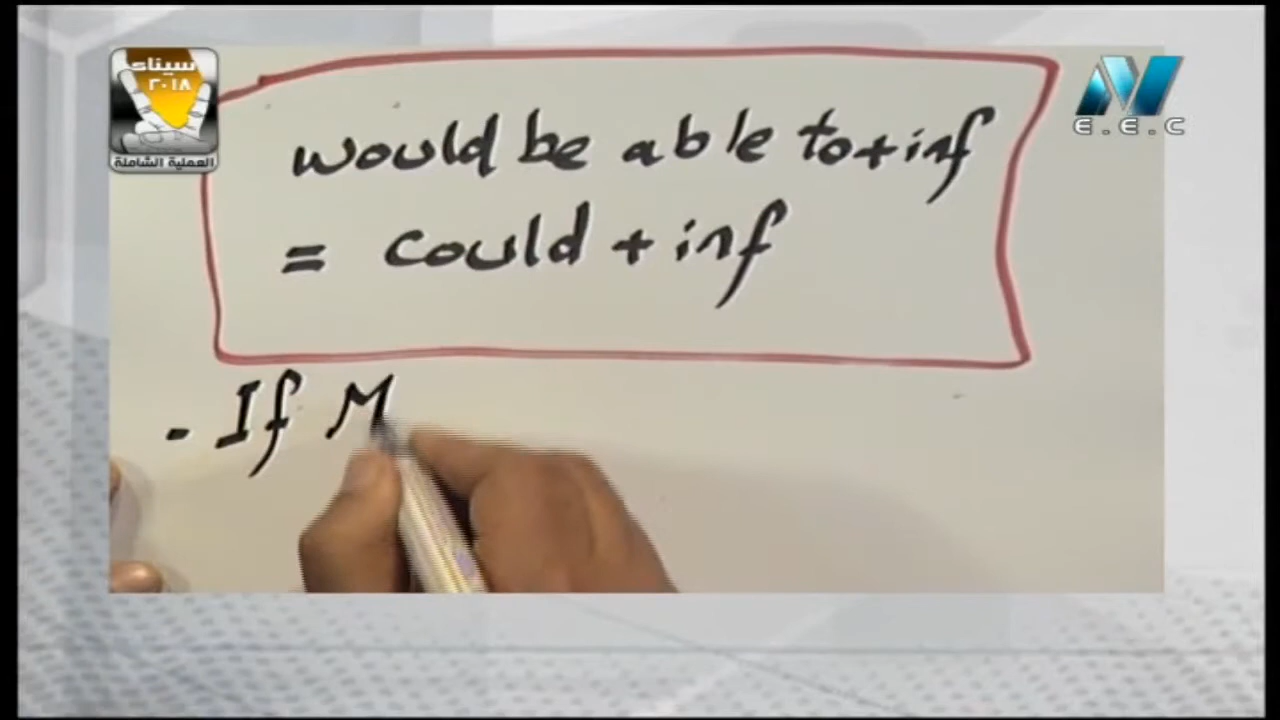 سيناء
٢٠١٨
العملية الشاملة
E.E.C
would be able to + inf
= could + inf
- If M